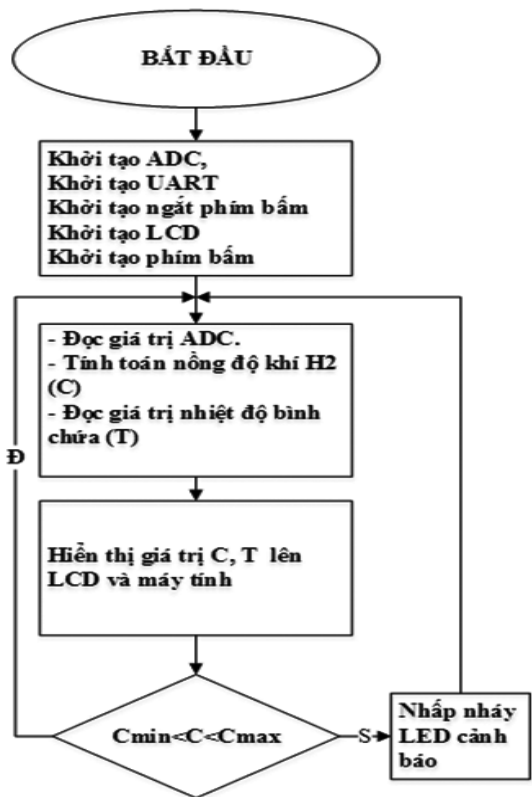 BẮT ĐẦU
Khởi tạo ADC,
Khởi tạo UART
Khởi tạo ngắt phím bấm
Khởi tạo LCD
Khởi tạo phím bấm
- Đọc giá trị ADC.
- Tính toán nồng độ khí H2
(C)
- Đọc giá trị nhiệt độ bình
chứa (T)
Đ
Hiển thị giá trị C, T lên
LCD và máy tính
Cmin<C<Cmax
S
Nhấp nháy
LED cảnh
báo